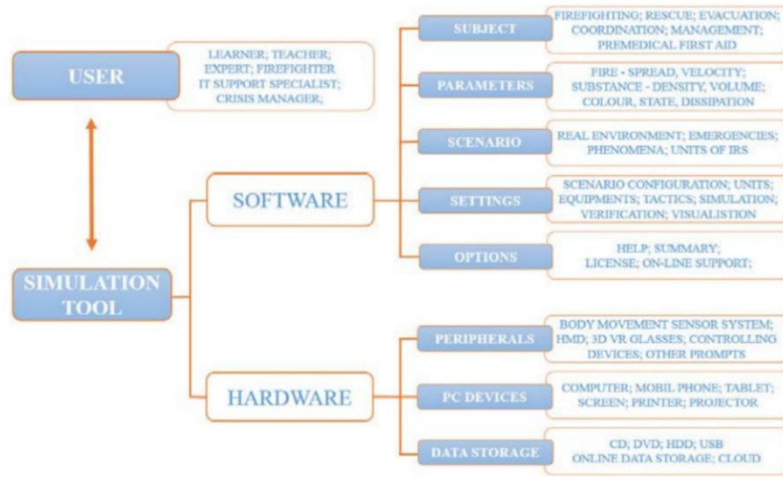 USER
LEARNER; TEACHER;
EXPERT; FIREFIGHTER
IT SUPPORT SPECIALIST;
CRISIS MANAGER;
SIMULATION
TOOL
SOFTWARE
SUBJECT
FIREFIGHTING; RESCUE; EVACUATION;
COORDINATION; MANAGEMENT;
PREMEDICAL FIRST AID
PARAMETERS
FIRE - SPREAD, VELOCITY;
SUBSTANCE - DENSITY, VOLUME;
COLOUR, STATE, DISSIPATION
SCENARIO
REAL ENVIRONMENT; EMERGENCIES;
PHENOMENA; UNITS OF IRS
SETTINGS
SCENARIO CONFIGURATION; UNITS;
EQUIPMENTS; TACTICS; SIMULATION;
VERIFICATION; VISUALISTION
OPTIONS
HELP; SUMMARY;
LICENSE; ON-LINE SUPPORT;
HARDWARE
PERIPHERALS
BODY MOVEMENT SENSOR SYSTEM;
HMD; 3D VR GLASSES; CONTROLLING
DEVICES; OTHER PROMPTS
PC DEVICES
COMPUTER; MOBIL PHONE; TABLET;
SCREEN; PRINTER; PROJECTOR
DATA STORAGE
CD; DVD; HDD; USB
ONLINE DATA STORAGE; CLOUD